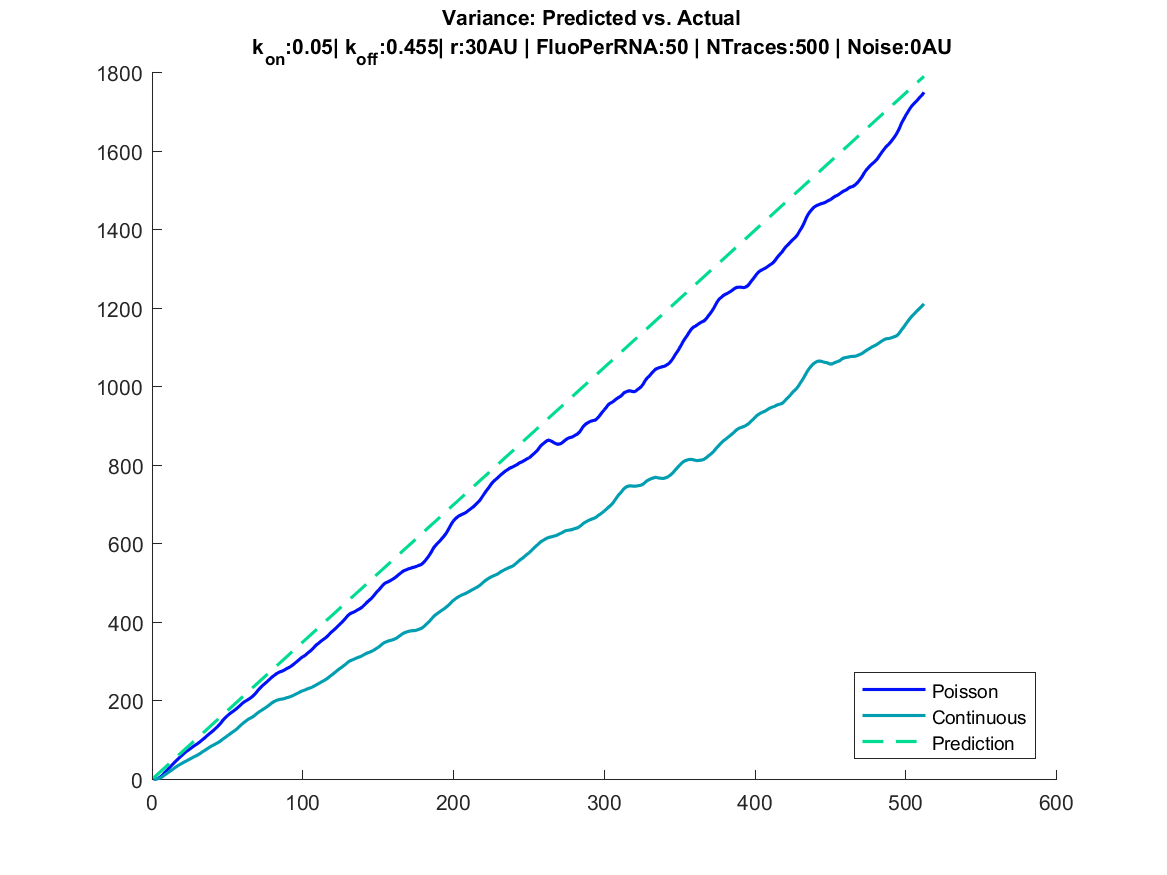 Variance: Predicted vs. Actual
k_on:0.05| k_off:0.455| r:30AU | FluoPerRNA:50 | NTraces:500 | Noise:0AU
1800
1600
1400
1200
1000
800
600
400
200
0
0 100 200 300 400 500 600
Poisson
Continuous
Prediction